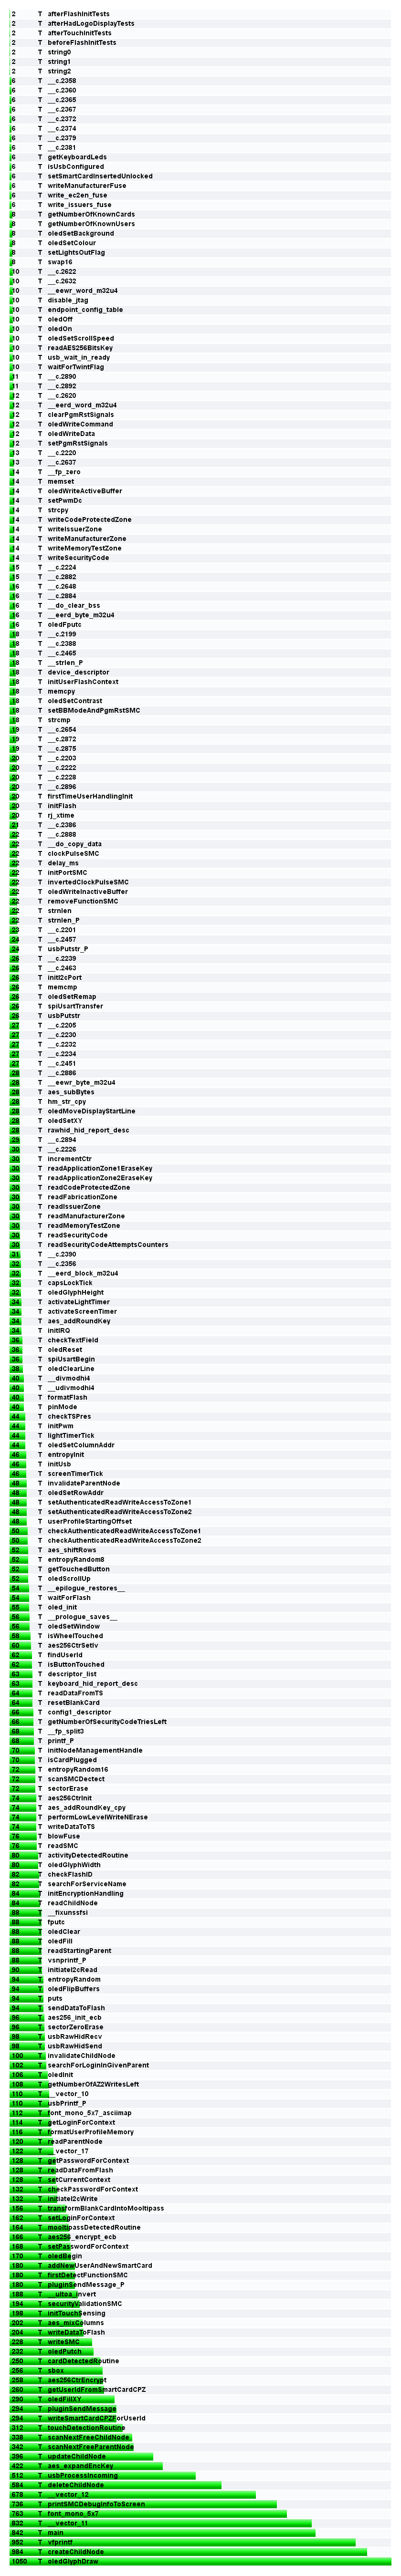 2 T afterFlashInitTests
2 T afterHadLogoDisplayTests
2 T afterTouchInitTests
2 T beforeFlashInitTests
2 T string0
2 T string1
2 T string2
6 T __c.2358
6 T __c.2360
6 T __c.2365
6 T __c.2367
6 T __c.2372
6 T __c.2374
6 T __c.2379
6 T __c.2381
6 T getKeyboardLeds
6 T isUsbConfigured
6 T setSmartCardInsertedUnlocked
6 T writeManufacturerFuse
6 T write_ec2en_fuse
6 T write_issuers_fuse
8 T getNumberOfKnownCards
8 T getNumberOfKnownUsers
8 T oledSetBackground
8 T oledSetColour
8 T setLightsOutFlag
8 T swap16
10 T __c.2622
10 T __c.2632
10 T __eewr_word_m32u4
10 T disable_jtag
10 T endpoint_config_table
10 T oledOff
10 T oledOn
10 T oledSetScrollSpeed
10 T readAES256BitsKey
10 T usb_wait_in_ready
10 T waitForTwintFlag
11 T __c.2890
11 T __c.2892
12 T __c.2620
12 T __eerd_word_m32u4
12 T clearPgmRstSignals
12 T oledWriteCommand
12 T oledWriteData
12 T setPgmRstSignals
13 T __c.2220
13 T __c.2637
14 T __fp_zero
14 T memset
14 T oledWriteActiveBuffer
14 T setPwmDc
14 T strcpy
14 T writeCodeProtectedZone
14 T writeIssuerZone
14 T writeManufacturerZone
14 T writeMemoryTestZone
14 T writeSecurityCode
15 T __c.2224
15 T __c.2882
16 T __c.2648
16 T __c.2884
16 T __do_clear_bss
16 T __eerd_byte_m32u4
16 T oledFputc
18 T __c.2199
18 T __c.2388
18 T __c.2465
18 T __strlen_P
18 T device_descriptor
18 T initUserFlashContext
18 T memcpy
18 T oledSetContrast
18 T setBBModeAndPgmRstSMC
18 T strcmp
19 T __c.2654
19 T __c.2872
19 T __c.2875
20 T __c.2203
20 T __c.2222
20 T __c.2228
20 T __c.2896
20 T firstTimeUserHandlingInit
20 T initFlash
20 T rj_xtime
21 T __c.2386
22 T __c.2888
22 T __do_copy_data
22 T clockPulseSMC
22 T delay_ms
22 T initPortSMC
22 T invertedClockPulseSMC
22 T oledWriteInactiveBuffer
22 T removeFunctionSMC
22 T strnlen
22 T strnlen_P
23 T __c.2201
24 T __c.2457
24 T usbPutstr_P
26 T __c.2239
26 T __c.2463
26 T initI2cPort
26 T memcmp
26 T oledSetRemap
26 T spiUsartTransfer
26 T usbPutstr
27 T __c.2205
27 T __c.2230
27 T __c.2232
27 T __c.2234
27 T __c.2451
28 T __c.2886
28 T __eewr_byte_m32u4
28 T aes_subBytes
28 T hm_str_cpy
28 T oledMoveDisplayStartLine
28 T oledSetXY
28 T rawhid_hid_report_desc
29 T __c.2894
30 T __c.2226
30 T incrementCtr
30 T readApplicationZone1EraseKey
30 T readApplicationZone2EraseKey
30 T readCodeProtectedZone
30 T readFabricationZone
30 T readIssuerZone
30 T readManufacturerZone
30 T readMemoryTestZone
30 T readSecurityCode
30 T readSecurityCodeAttemptsCounters
31 T __c.2390
32 T __c.2356
32 T __eerd_block_m32u4
32 T capsLockTick
32 T oledGlyphHeight
34 T activateLightTimer
34 T activateScreenTimer
34 T aes_addRoundKey
34 T initIRQ
36 T checkTextField
36 T oledReset
36 T spiUsartBegin
38 T oledClearLine
40 T __divmodhi4
40 T __udivmodhi4
40 T formatFlash
40 T pinMode
44 T checkTSPres
44 T initPwm
44 T lightTimerTick
44 T oledSetColumnAddr
46 T entropyInit
46 T initUsb
46 T screenTimerTick
48 T invalidateParentNode
48 T oledSetRowAddr
48 T setAuthenticatedReadWriteAccessToZone1
48 T setAuthenticatedReadWriteAccessToZone2
48 T userProfileStartingOffset
50 T checkAuthenticatedReadWriteAccessToZone1
50 T checkAuthenticatedReadWriteAccessToZone2
52 T aes_shiftRows
52 T entropyRandom8
52 T getTouchedButton
52 T oledScrollUp
54 T __epilogue_restores__
54 T waitForFlash
55 T oled_init
56 T __prologue_saves__
56 T oledSetWindow
58 T isWheelTouched
60 T aes256CtrSetIv
62 T findUserId
62 T isButtonTouched
63 T descriptor_list
63 T keyboard_hid_report_desc
64 T readDataFromTS
64 T resetBlankCard
66 T config1_descriptor
66 T getNumberOfSecurityCodeTriesLeft
68 T __fp_split3
68 T printf_P
70 T initNodeManagementHandle
70 T isCardPlugged
72 T entropyRandom16
72 T scanSMCDectect
72 T sectorErase
74 T aes256CtrInit
74 T aes_addRoundKey_cpy
74 T performLowLevelWriteNErase
74 T writeDataToTS
76 T blowFuse
76 T readSMC
80 T activityDetectedRoutine
80 T oledGlyphWidth
82 T checkFlashID
82 T searchForServiceName
84 T initEncryptionHandling
84 T readChildNode
88 T __fixunssfsi
88 T fputc
88 T oledClear
88 T oledFill
88 T readStartingParent
88 T vsnprintf_P
90 T initiateI2cRead
94 T entropyRandom
94 T oledFlipBuffers
94 T puts
94 T sendDataToFlash
96 T aes256_init_ecb
96 T sectorZeroErase
98 T usbRawHidRecv
98 T usbRawHidSend
100 T invalidateChildNode
102 T searchForLoginInGivenParent
106 T oledInit
108 T getNumberOfAZ2WritesLeft
110 T __vector_10
110 T usbPrintf_P
112 T font_mono_5x7_asciimap
114 T getLoginForContext
116 T formatUserProfileMemory
120 T readParentNode
122 T __vector_17
128 T getPasswordForContext
128 T readDataFromFlash
128 T setCurrentContext
132 T checkPasswordForContext
132 T initiateI2cWrite
156 T transformBlankCardIntoMooltipass
162 T setLoginForContext
164 T mooltipassDetectedRoutine
166 T aes256_encrypt_ecb
168 T setPasswordForContext
170 T oledBegin
180 T addNewUserAndNewSmartCard
180 T firstDetectFunctionSMC
180 T pluginSendMessage_P
188 T __ultoa_invert
194 T securityValidationSMC
198 T initTouchSensing
202 T aes_mixColumns
204 T writeDataToFlash
228 T writeSMC
232 T oledPutch
250 T cardDetectedRoutine
256 T sbox
258 T aes256CtrEncrypt
260 T getUserIdFromSmartCardCPZ
290 T oledFillXY
294 T pluginSendMessage
294 T writeSmartCardCPZForUserId
312 T touchDetectionRoutine
338 T scanNextFreeChildNode
342 T scanNextFreeParentNode
396 T updateChildNode
422 T aes_expandEncKey
512 T usbProcessIncoming
584 T deleteChildNode
678 T __vector_12
736 T printSMCDebugInfoToScreen
763 T font_mono_5x7
832 T __vector_11
842 T main
952 T vfprintf
984 T createChildNode
1050 T oledGlyphDraw